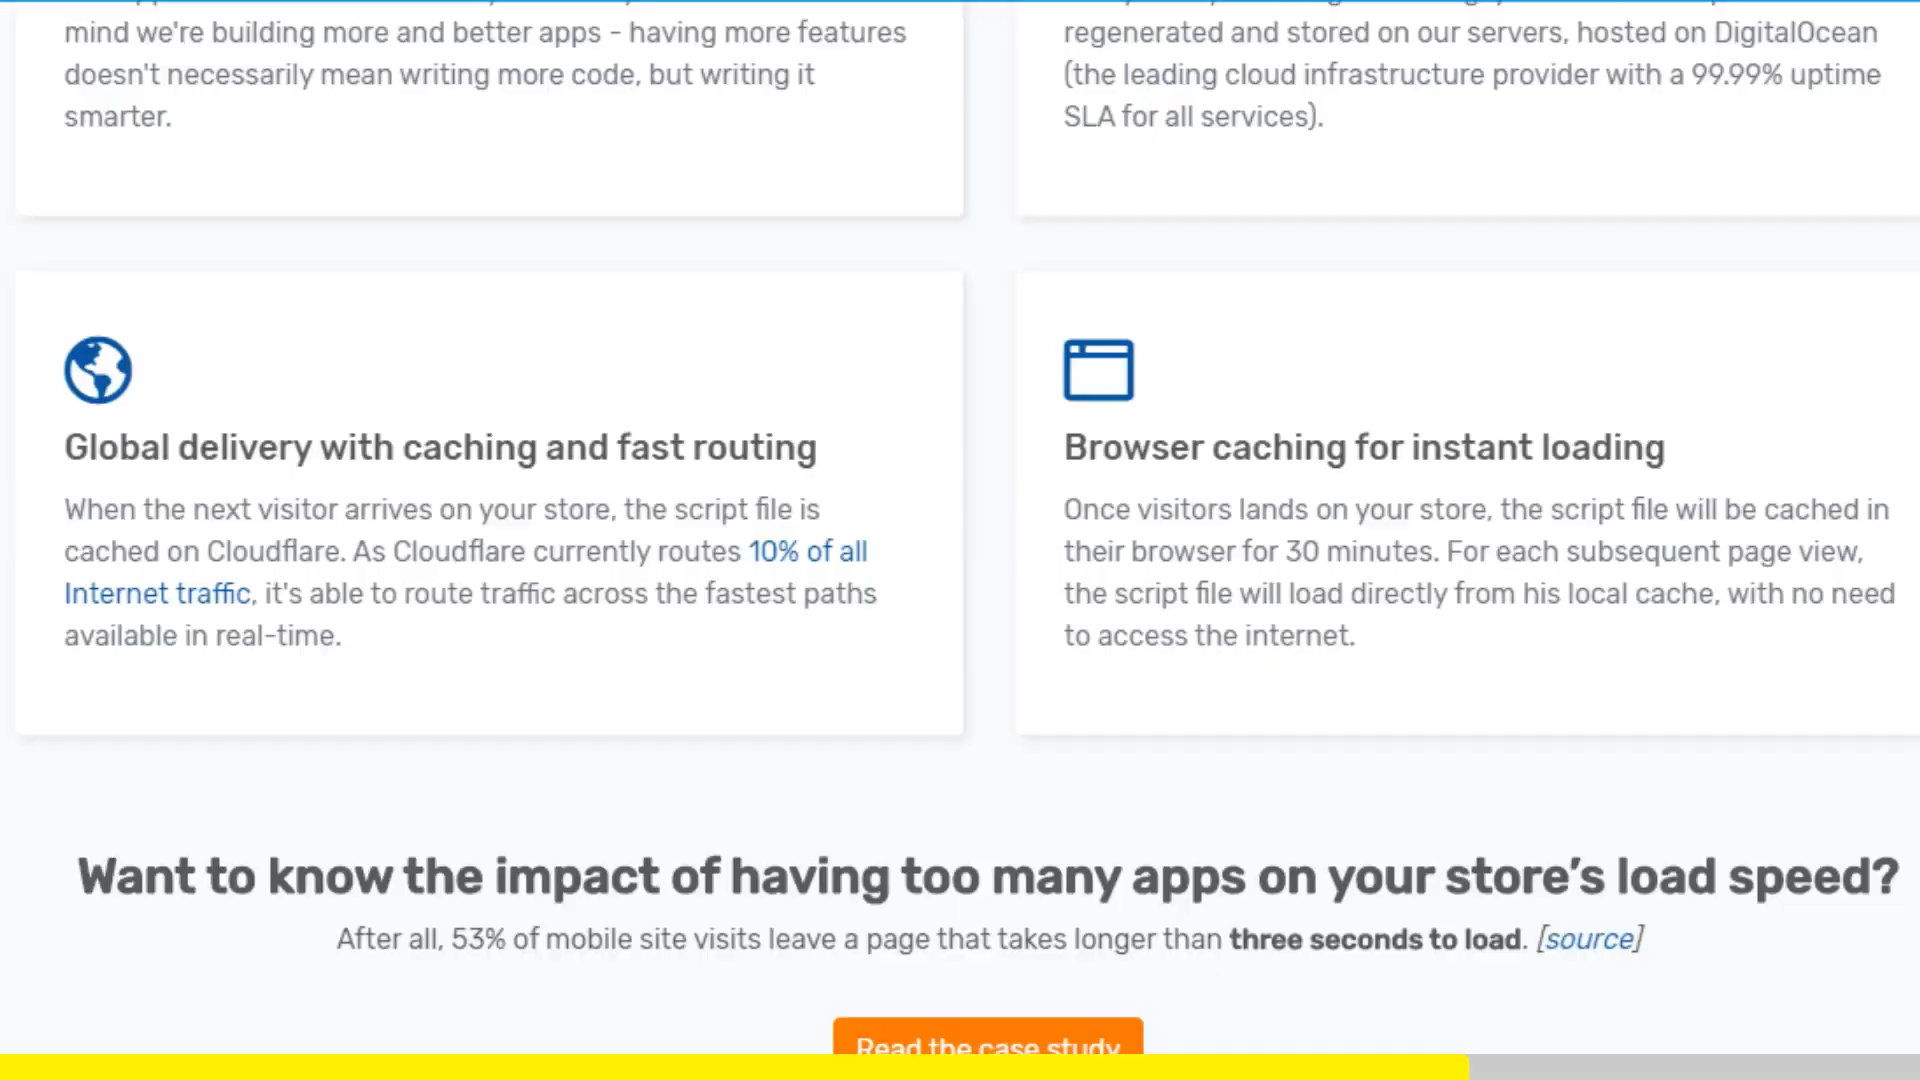 mind we're building more and better apps - having more features
doesn't necessarily mean writing more code, but writing it
smarter.
regenerated and stored on our servers, hosted on DigitalOcean
(the leading cloud infrastructure provider with a 99.99% uptime
SLA for all services).
Global delivery with caching and fast routing
When the next visitor arrives on your store, the script file is
cached on Cloudflare. As Cloudflare currently routes 10% of all
Internet traffic, it's able to route traffic across the fastest paths
available in real-time.
Browser caching for instant loading
Once visitors lands on your store, the script file will be cached in
their browser for 30 minutes. For each subsequent page view,
the script file will load directly from his local cache, with no need
to access the internet.
Want to know the impact of having too many apps on your store’s load speed?
After all, 53% of mobile site visits leave a page that takes longer than three seconds to load. [source]
Read the case study